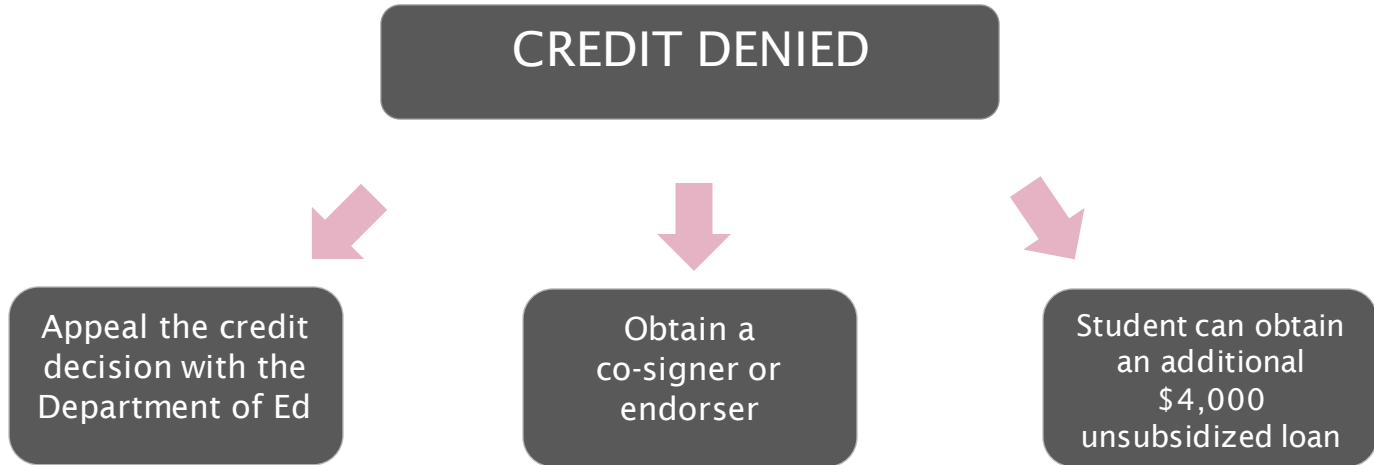 CREDIT DENIED
Appeal the credit
decision with the
Department of Ed
Obtain a
co-signer or
endorser
Student can obtain
an additional
$4,000
unsubsidized loan